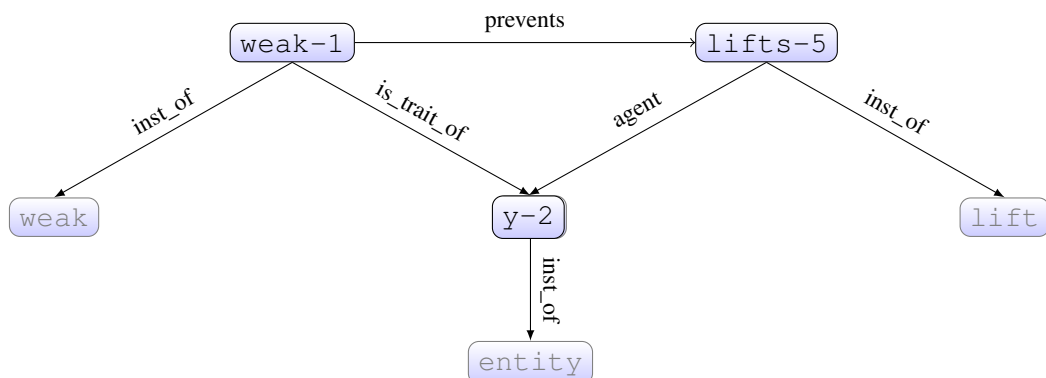 prevents
weak-1
lifts-5
inst_of
is_trait_of
agent
inst_of
weak
y-2
lift
inst_of
entity